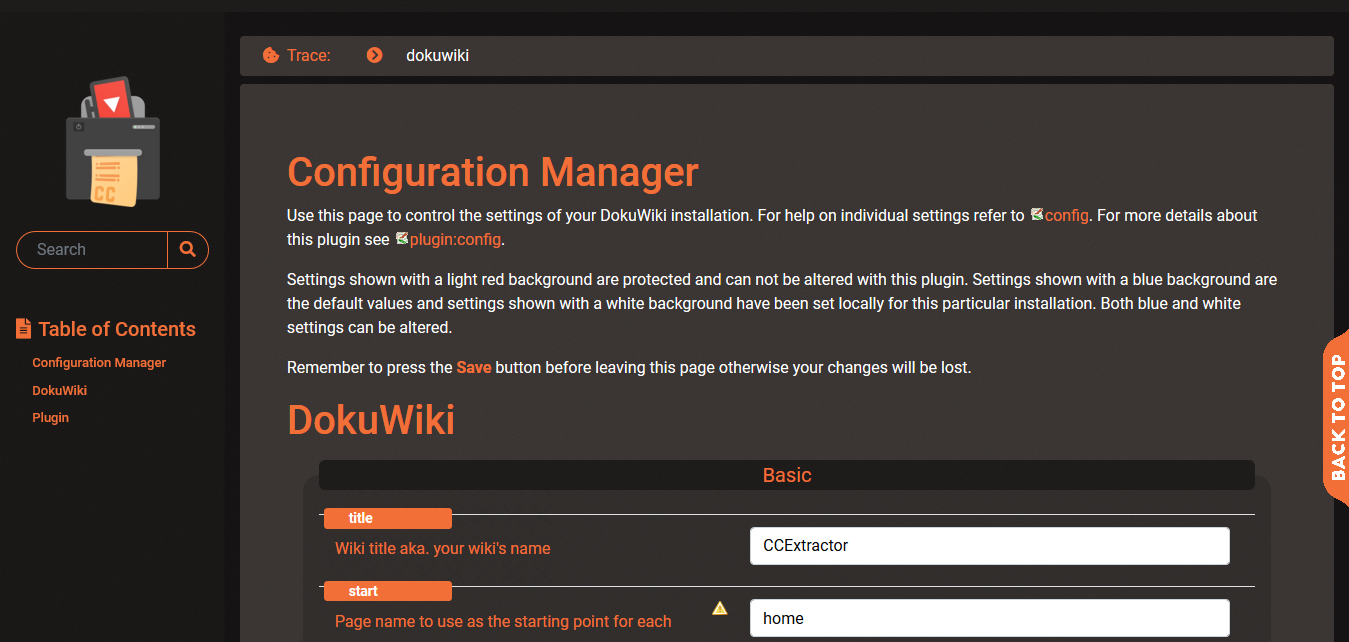 Trace:
dokuwiki
CC
Search
Table of Contents
Configuration Manager
DokuWiki
Plugin
Configuration Manager
Use this page to control the settings of your DokuWiki installation. For help on individual settings refer to config. For more details about
this plugin see plugin:config.
Settings shown with a light red background are protected and can not be altered with this plugin. Settings shown with a blue background are
the default values and settings shown with a white background have been set locally for this particular installation. Both blue and white
settings can be altered.
Remember to press the Save button before leaving this page otherwise your changes will be lost.
DokuWiki
Basic
title
Wiki title aka. your wiki's name
CCExtractor
start
Page name to use as the starting point for each
home
BACK TO TOP